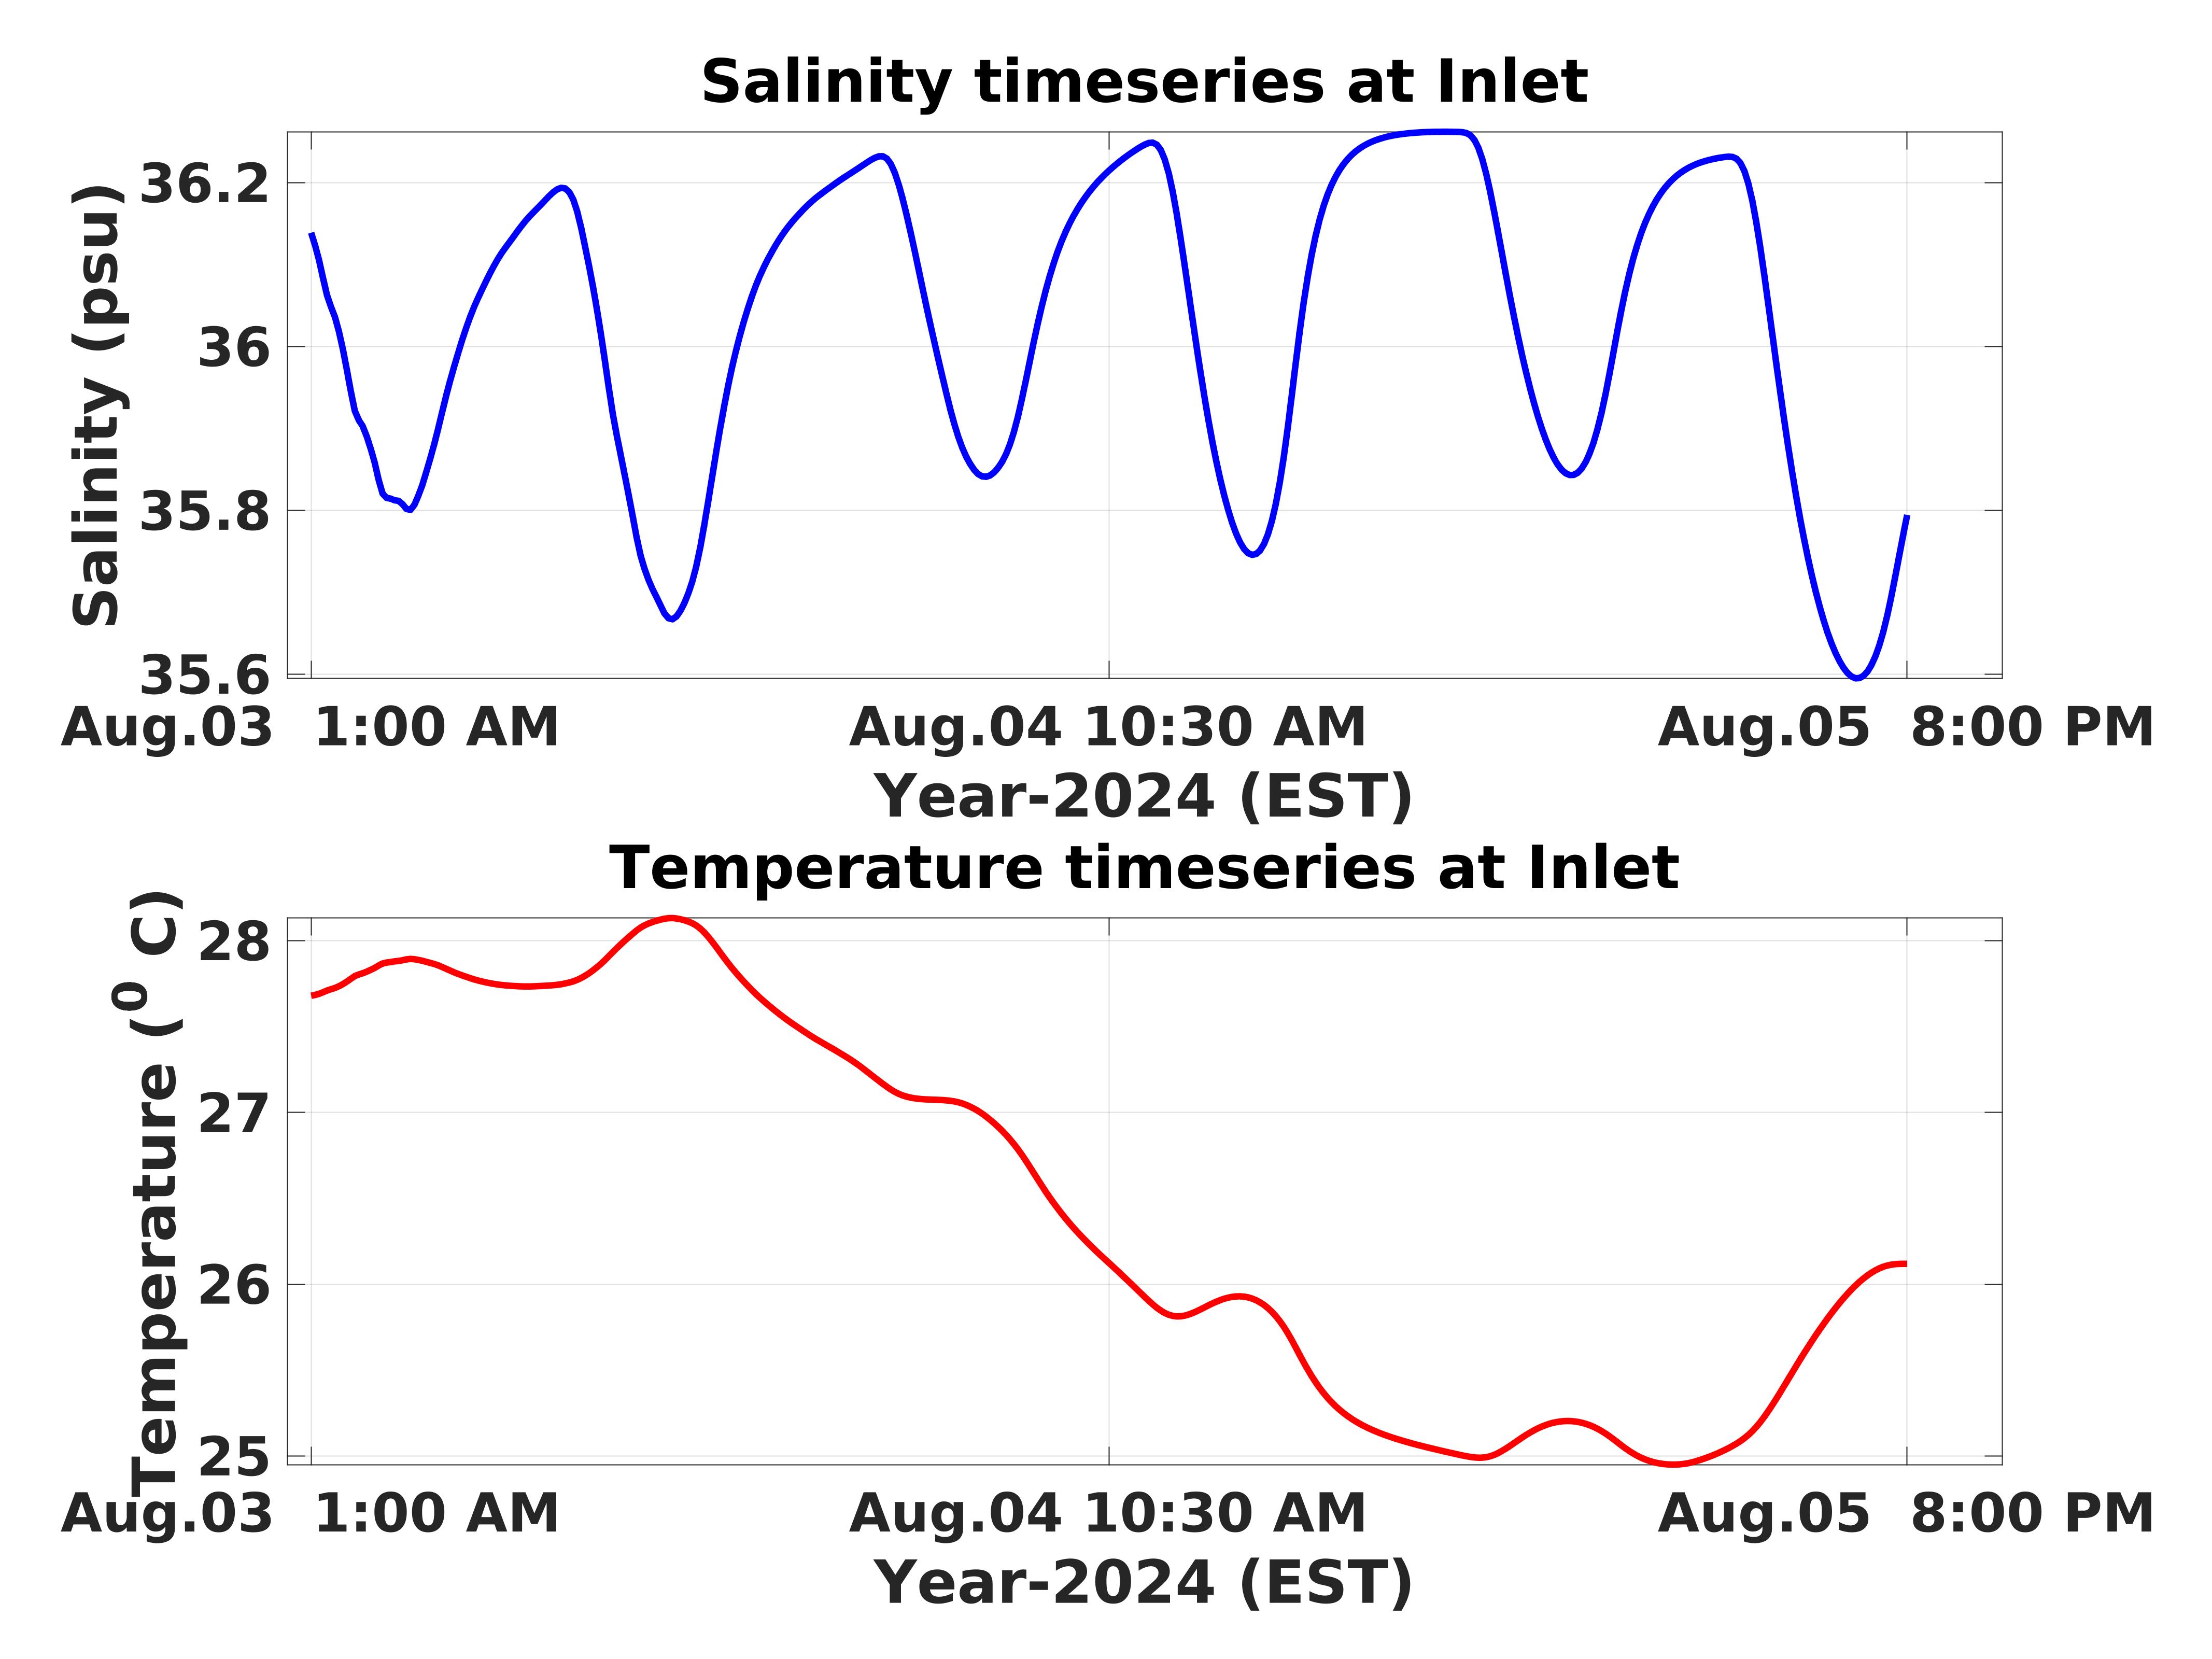 Salinity timeseries at Inlet
Salinity (psu)
36.2
36
35.8
35.6
Aug.03 1:00 AM
Aug.04 10:30 AM
Aug.05 8:00 PM
Year-2024 (EST)
Temperature timeseries at Inlet
Temperature (⁰ C)
28
27
26
25
Aug.03 1:00 AM
Aug.04 10:30 AM
Aug.05 8:00 PM
Year-2024 (EST)